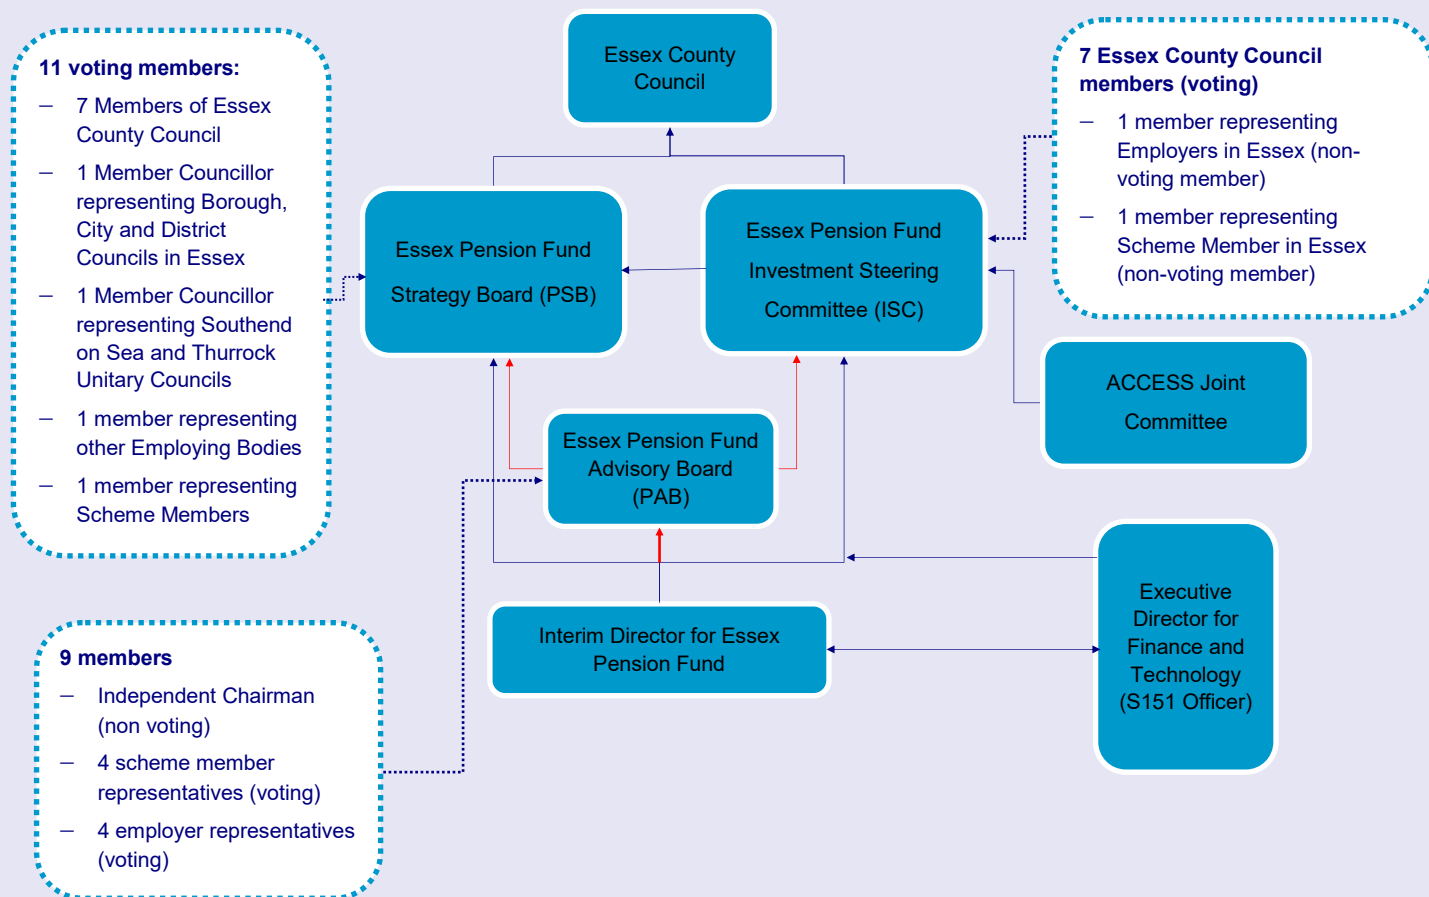 Essex County
Council
11 voting members:
– 7 Members of Essex
County Council
– 1 Member Councillor
representing Borough,
City and District
Councils in Essex
– 1 Member Councillor
representing Southend
on Sea and Thurrock
Unitary Councils
– 1 member representing
other Employing Bodies
– 1 member representing
Scheme Members
7 Essex County Council
members (voting)
– 1 member representing
Employers in Essex (non-
voting member)
– 1 member representing
Scheme Member in Essex
(non-voting member)
Essex Pension Fund
Strategy Board (PSB)
Essex Pension Fund
Investment Steering
Committee (ISC)
ACCESS Joint
Committee
Essex Pension Fund
Advisory Board
(PAB)
Interim Director for Essex
Pension Fund
Executive
Director for
Finance and
Technology
(S151 Officer)
9 members
– Independent Chairman
(non voting)
– 4 scheme member
representatives (voting)
– 4 employer representatives
(voting)